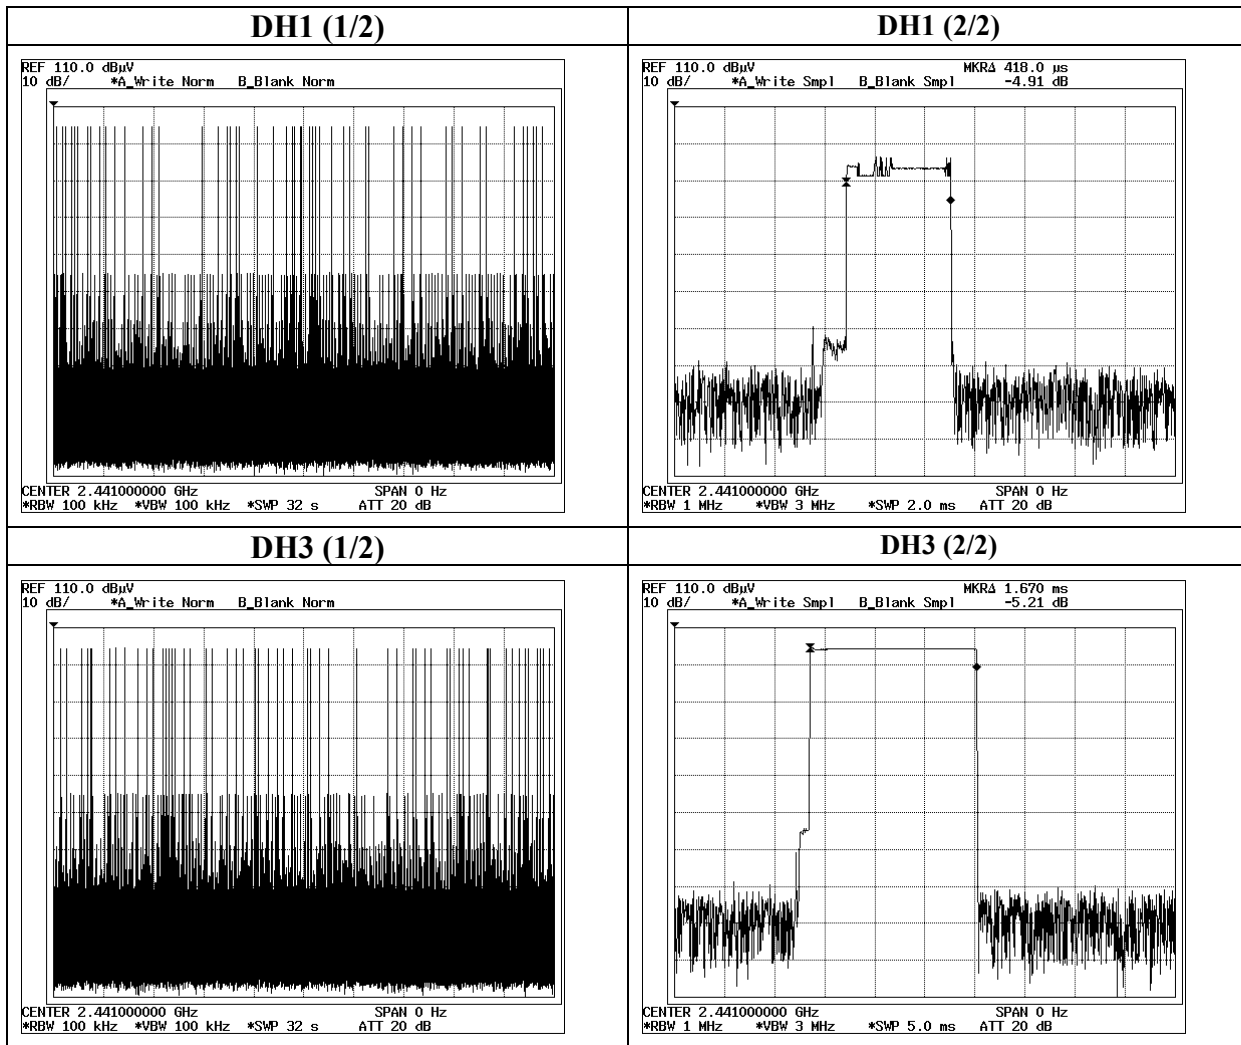 DH1 (1/2)
DH1 (2/2)
REF 110.0 dBµV
10 dB/ *A_Write Norm B_Blank Norm
CENTER 2.441000000 GHz SPAN 0 Hz
*RBW 100 kHz *VBW 100 kHz *SWP 32 s ATT 20 dB
REF 110.0 dBµV MKRΔ 418.0 µs
10 dB/ *A_Write Smpl B_Blank Smpl -4.91 dB
CENTER 2.441000000 GHz SPAN 0 Hz
*RBW 1 MHz *VBW 3 MHz *SWP 2.0 ms ATT 20 dB
DH3 (1/2)
DH3 (2/2)
REF 110.0 dBµV
10 dB/ *A_Write Norm B_Blank Norm
CENTER 2.441000000 GHz SPAN 0 Hz
*RBW 100 kHz *VBW 100 kHz *SWP 32 s ATT 20 dB
REF 110.0 dBµV MKRΔ 1.670 ms
10 dB/ *A_Write Smpl B_Blank Smpl -5.21 dB
CENTER 2.441000000 GHz SPAN 0 Hz
*RBW 1 MHz *VBW 3 MHz *SWP 5.0 ms ATT 20 dB